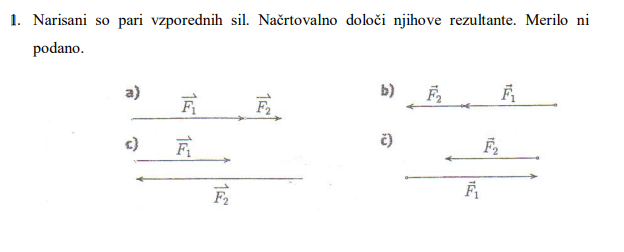 1. Narisani so pari vzporednih sil. Načrtovalno določi njihove rezultante. Merilo ni
podano.
a) F₁ F₂
b) F₂ F₁
c) F₁
F₂
č) F₂
F₁